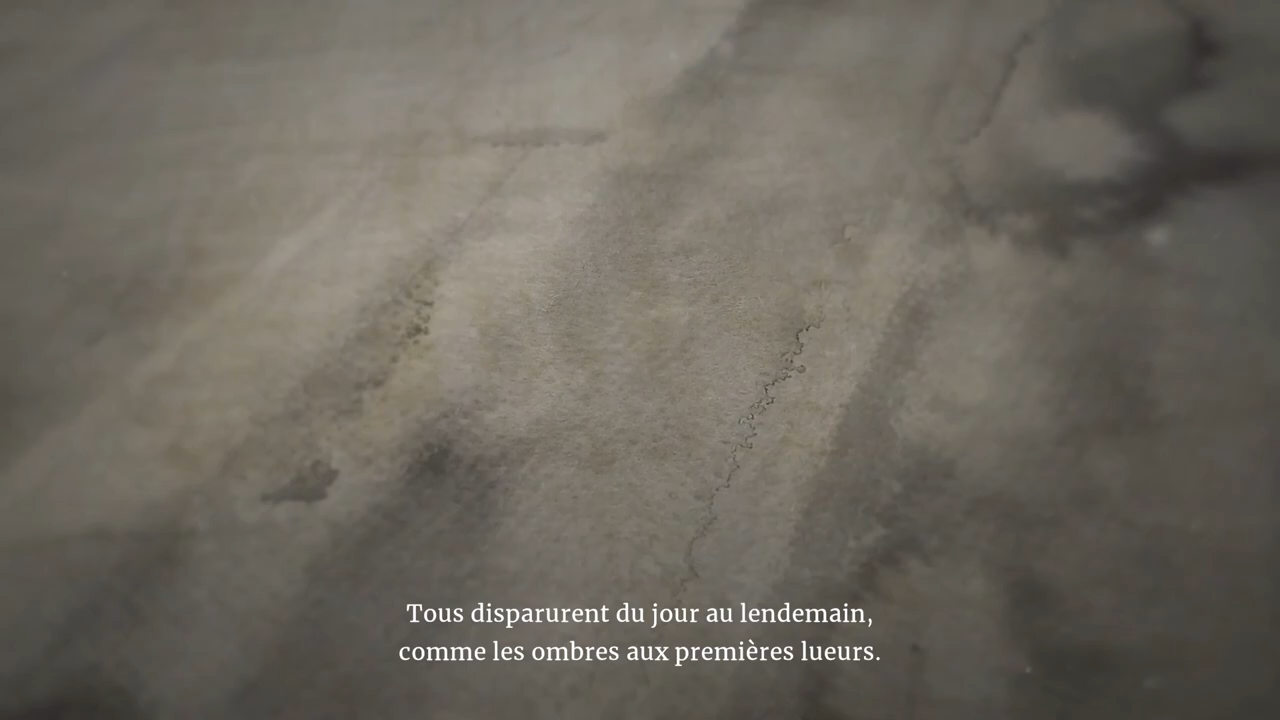 Tous disparurent du jour au lendemain,
comme les ombres aux premières lueurs.